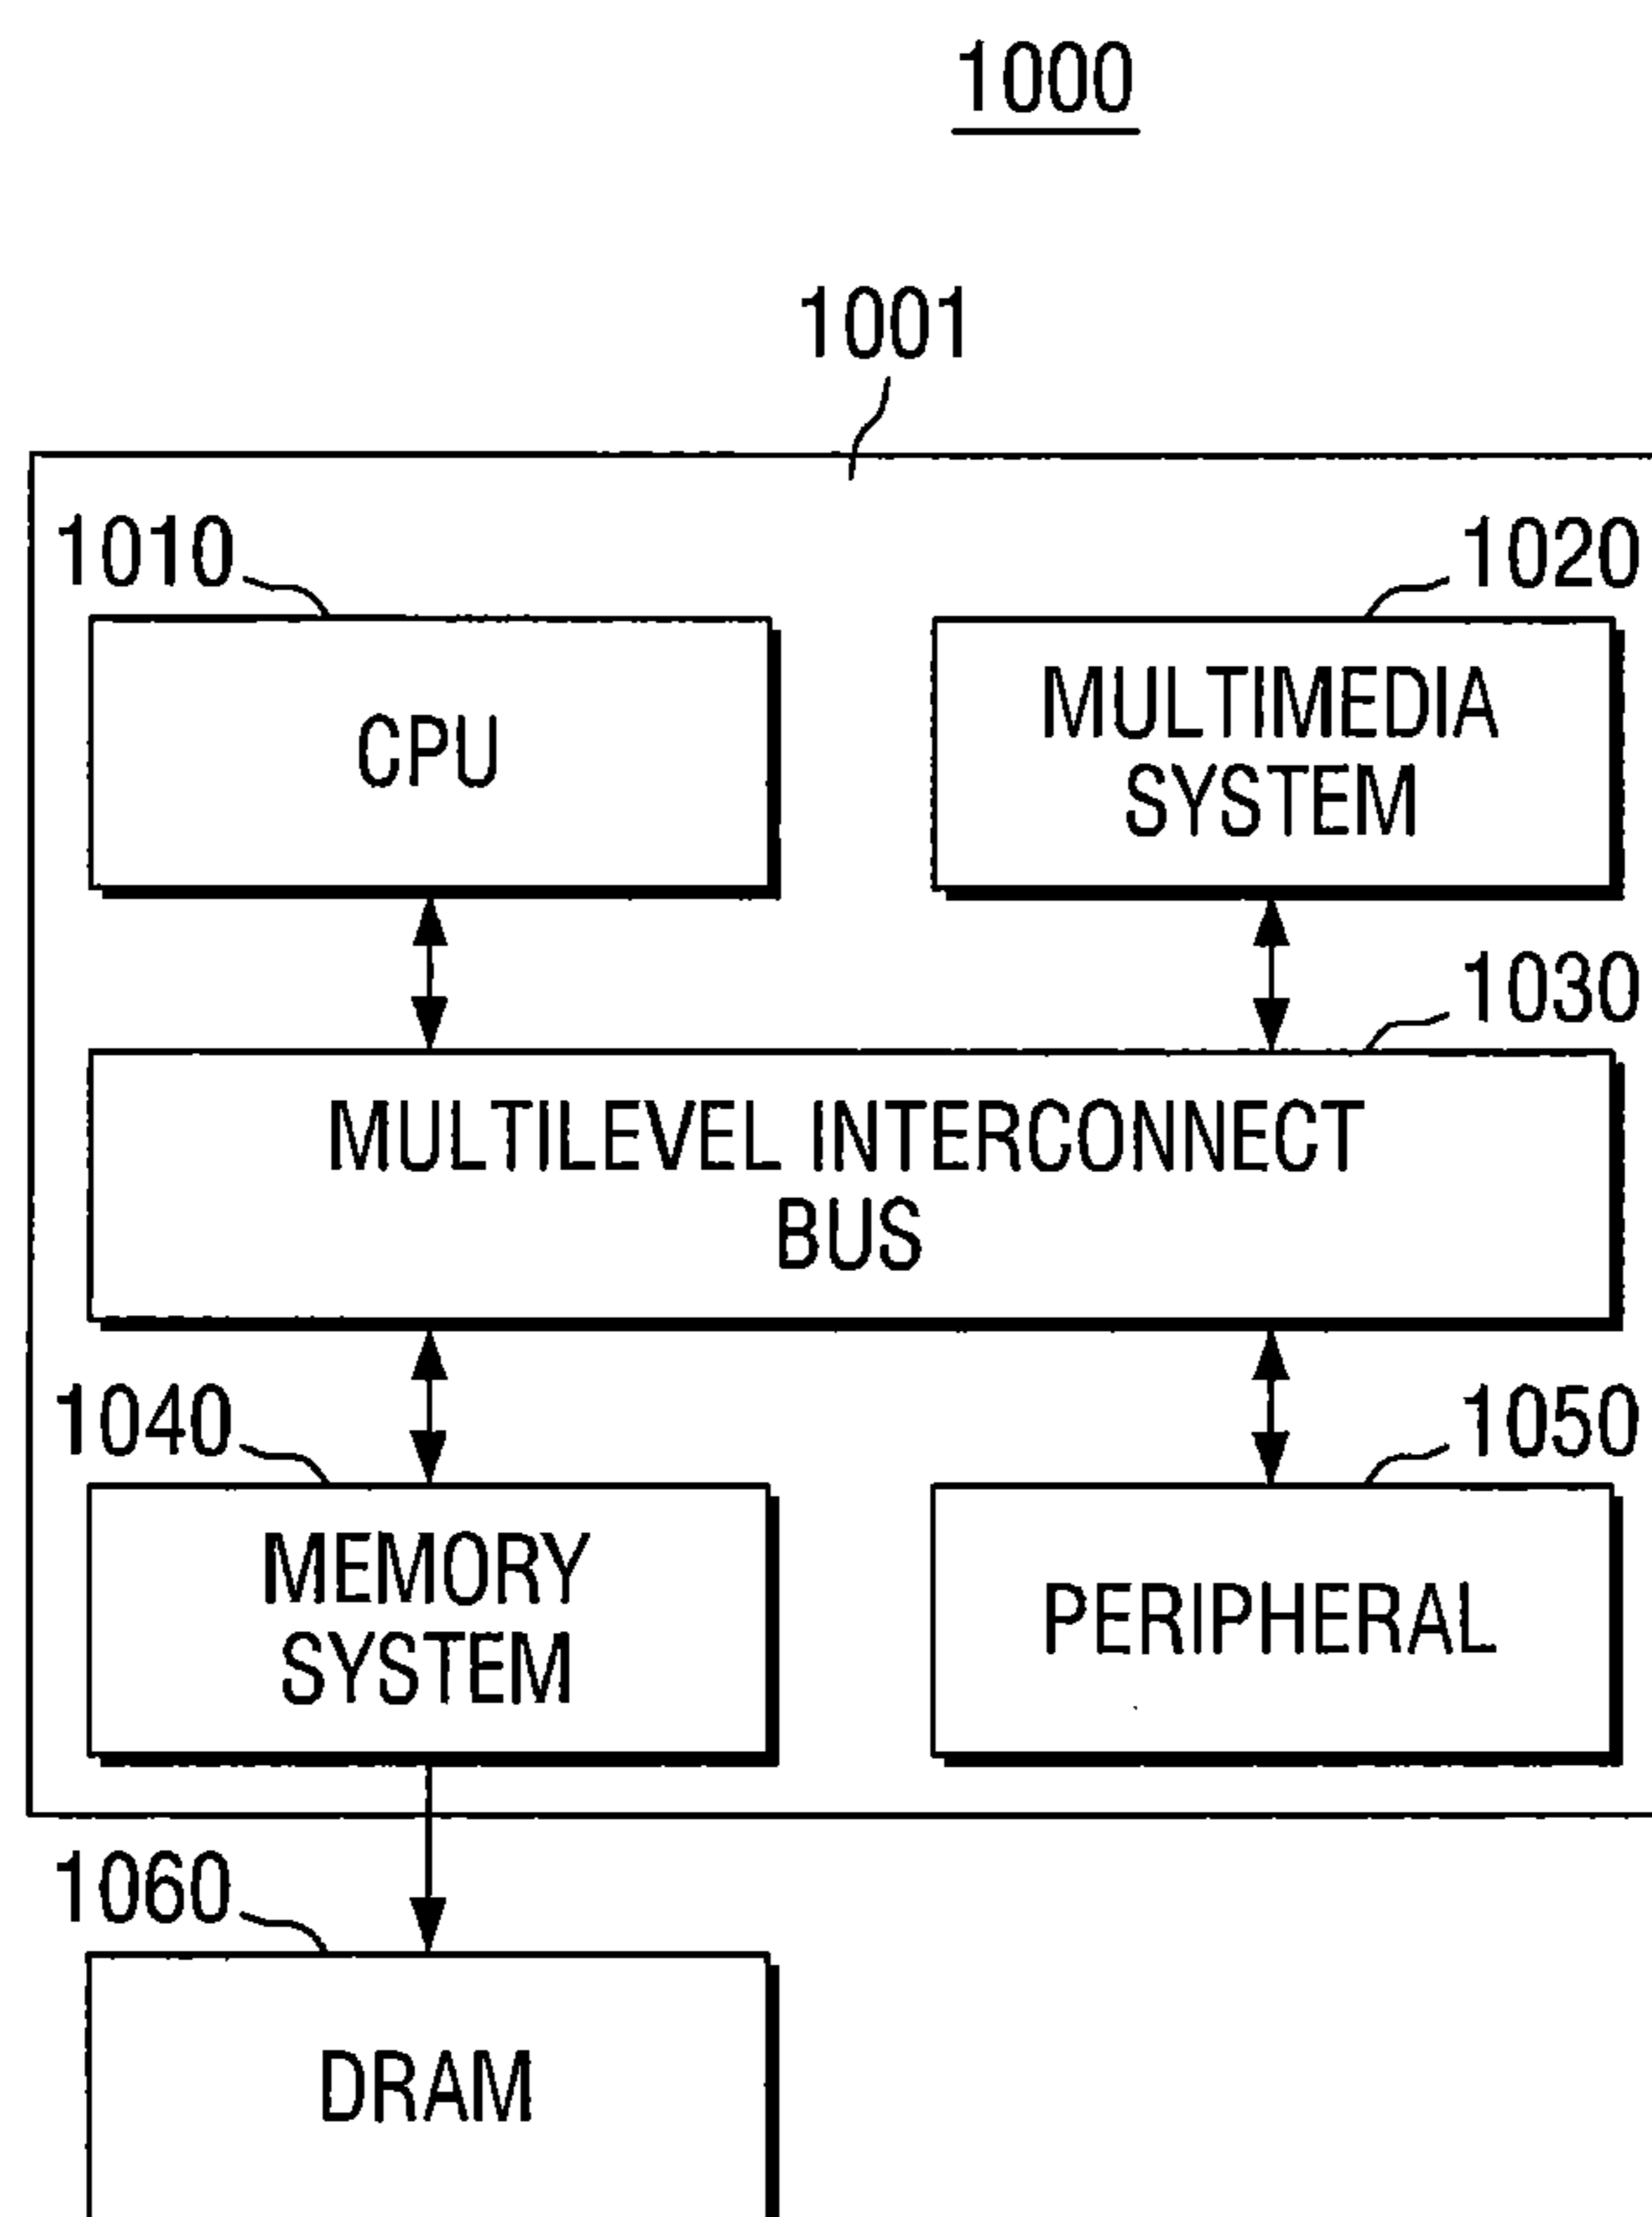 1000
1001
1010
1020
CPU
MULTIMEDIA
SYSTEM
1030
MULTILEVEL INTERCONNECT
BUS
1040
1050
MEMORY
SYSTEM
PERIPHERAL
1060
DRAM